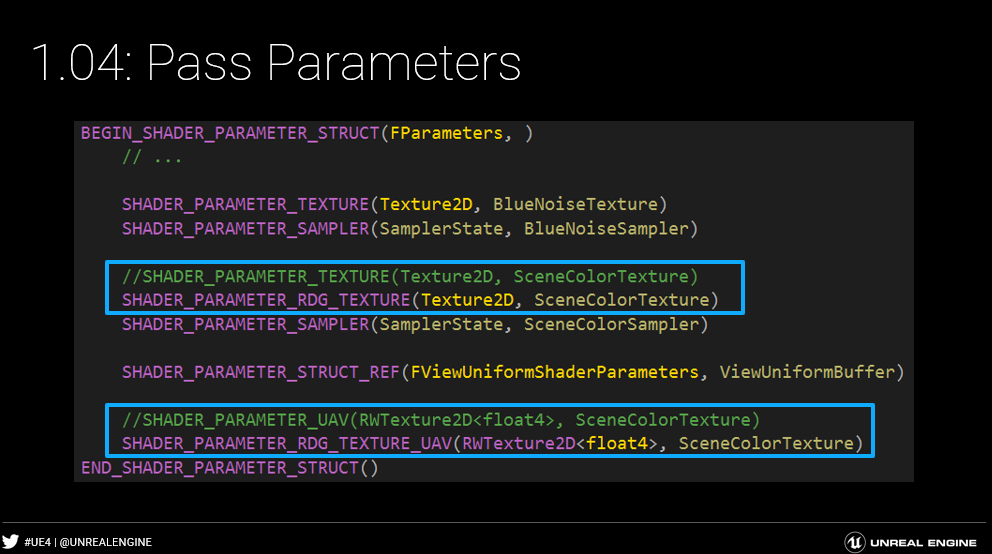 1.04: Pass Parameters
BEGIN_SHADER_PARAMETER_STRUCT(FParameters, )
// ...
SHADER_PARAMETER_TEXTURE(Texture2D, BlueNoiseTexture)
SHADER_PARAMETER_SAMPLER(SamplerState, BlueNoiseSampler)
//SHADER_PARAMETER_TEXTURE(Texture2D, SceneColorTexture)
SHADER_PARAMETER_RDG_TEXTURE(Texture2D, SceneColorTexture)
SHADER_PARAMETER_SAMPLER(SamplerState, SceneColorSampler)
SHADER_PARAMETER_STRUCT_REF(FViewUniformShaderParameters, ViewUniformBuffer)
//SHADER_PARAMETER_UAV(RWTexture2D<float4>, SceneColorTexture)
SHADER_PARAMETER_RDG_TEXTURE_UAV(RWTexture2D<float4>, SceneColorTexture)
END_SHADER_PARAMETER_STRUCT()
#UE4 | @UNREALENGINE
UNREAL ENGINE